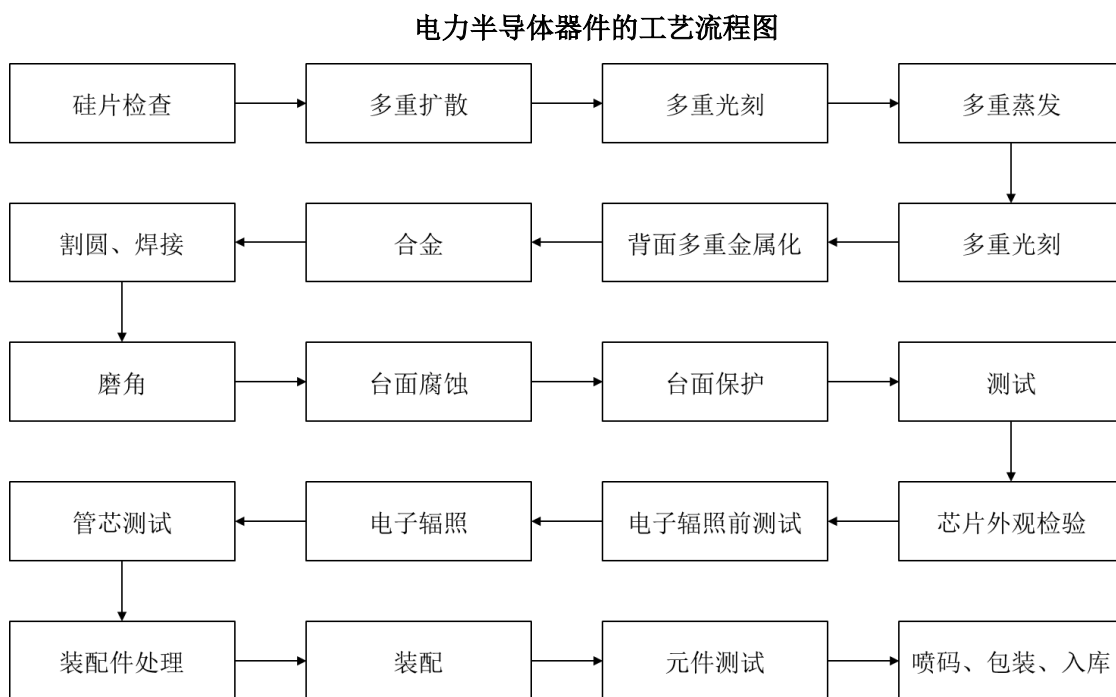 电力半导体器件的工艺流程图
硅片检查
多重扩散
多重光刻
多重蒸发
割圆、焊接
合金
背面多重金属化
多重光刻
磨角
台面腐蚀
台面保护
测试
管芯测试
电子辐照
电子辐照前测试
芯片外观检验
装配件处理
装配
元件测试
喷码、包装、入库